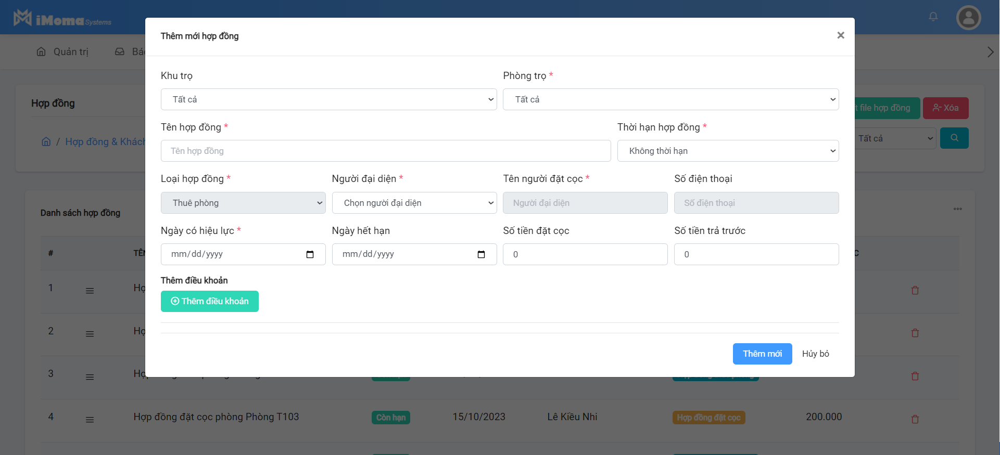 iMoma Systems
Quản trị
Thêm mới hợp đồng
Khu trọ
Phòng trọ *
Tất cả
Tất cả
Hợp đồng
file hợp đồng
Xóa
Tên hợp đồng *
Thời hạn hợp đồng *
/ Hợp đồng &
Tên hợp đồng
Không thời hạn
Tất cả
Loại hợp đồng *
Người đại diện *
Tên người đặt cọc *
Số điện thoại
Thuê phòng
Chọn người đại diện
Người đại diện
Số điện thoại
Danh sách hợp đồng
Ngày có hiệu lực *
Ngày hết hạn
Số tiền đặt cọc
Số tiền trả trước
mm/dd/yyyy
mm/dd/yyyy
0
0
#
Thêm điều khoản
Thêm điều khoản
1
2
Thêm mới
Hủy bỏ
3
4
Hợp đồng đặt cọc phòng Phòng T103
Còn hạn
15/10/2023
Lê Kiều Nhi
Hợp đồng đặt cọc
200.000